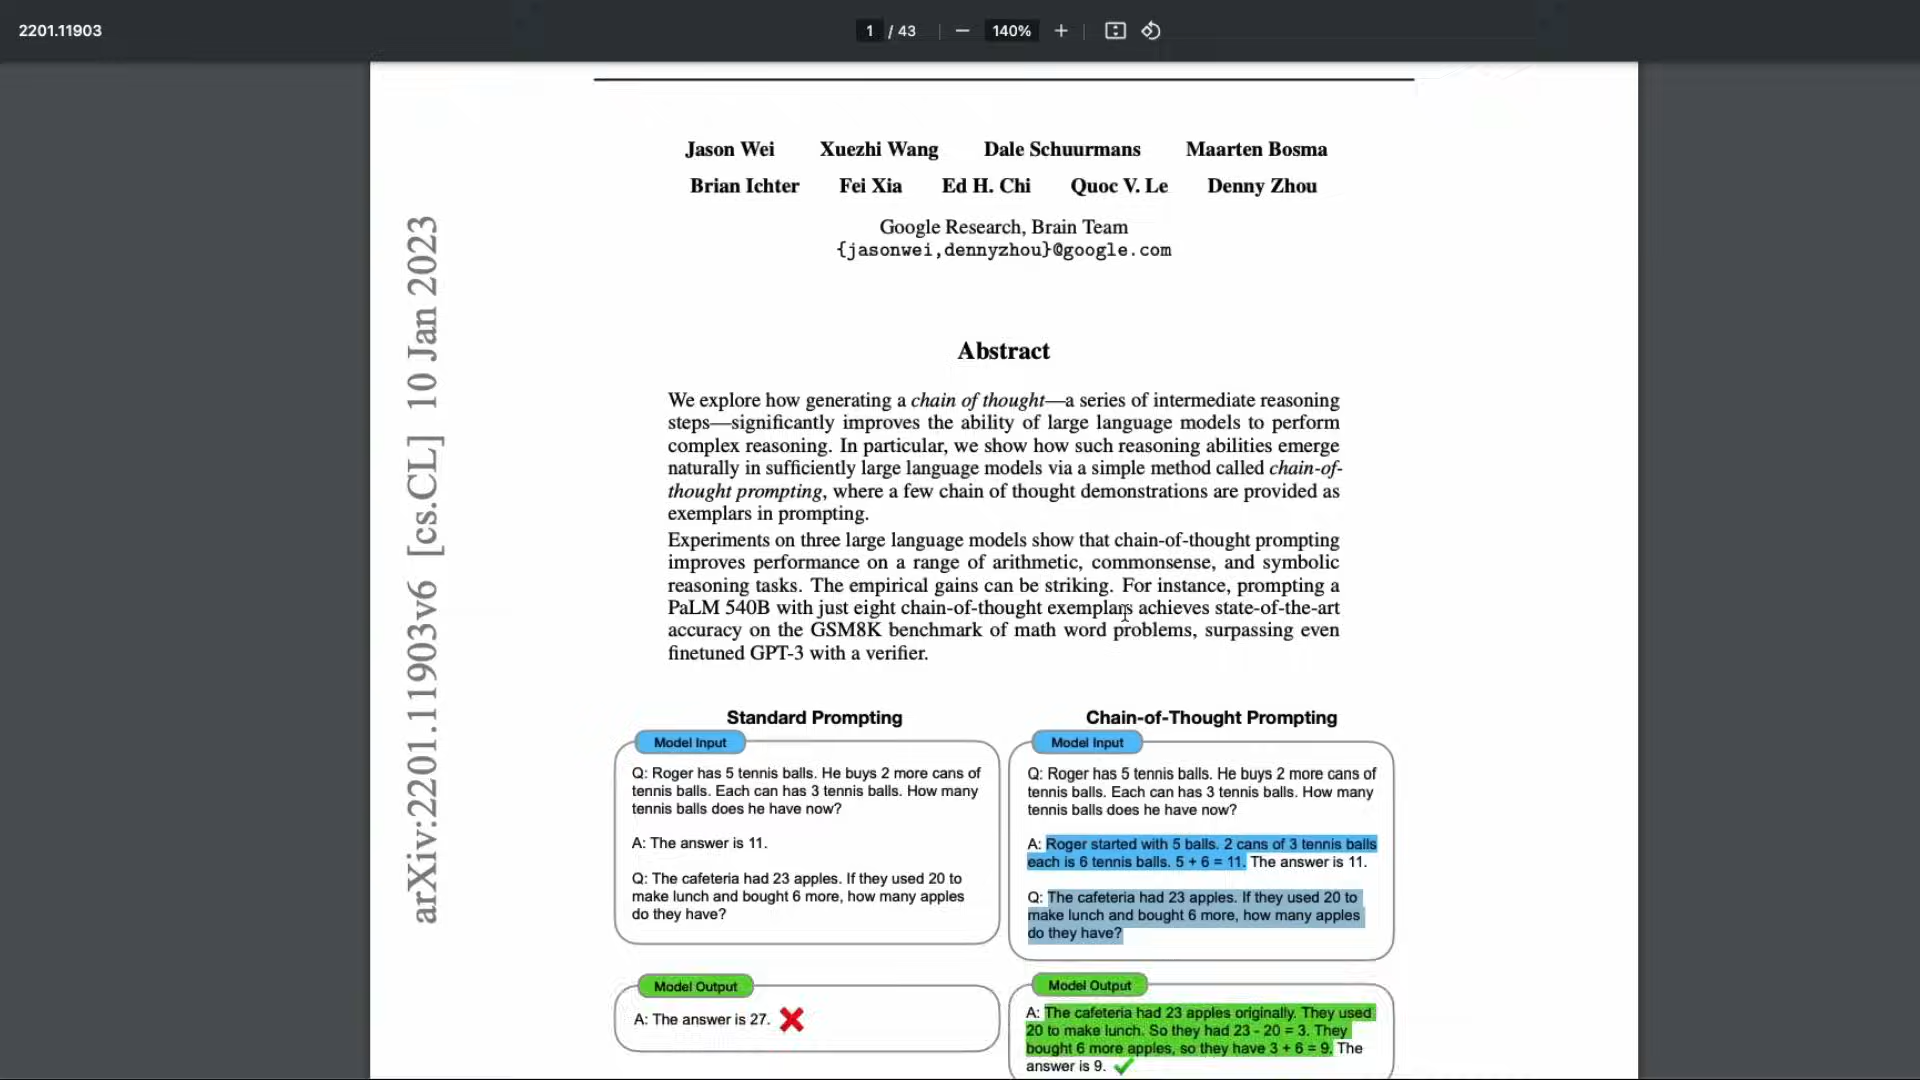 2201.11903
1 / 43
140%
Jason Wei Xuezhi Wang Dale Schuurmans Maarten Bosma
Brian Ichter Fei Xia Ed H. Chi Quoc V. Le Denny Zhou
Google Research, Brain Team
{jasonwei,dennyzhou}@google.com
arXiv:2201.11903v6 [cs.CL] 10 Jan 2023
Abstract
We explore how generating a chain of thought—a series of intermediate reasoning
steps—significantly improves the ability of large language models to perform
complex reasoning. In particular, we show how such reasoning abilities emerge
naturally in sufficiently large language models via a simple method called chain-of-
thought prompting, where a few chain of thought demonstrations are provided as
exemplars in prompting.
Experiments on three large language models show that chain-of-thought prompting
improves performance on a range of arithmetic, commonsense, and symbolic
reasoning tasks. The empirical gains can be striking. For instance, prompting a
PaLM 540B with just eight chain-of-thought exemplars achieves state-of-the-art
accuracy on the GSM8K benchmark of math word problems, surpassing even
finetuned GPT-3 with a verifier.
Standard Prompting
Model Input
Q: Roger has 5 tennis balls. He buys 2 more cans of
tennis balls. Each can has 3 tennis balls. How many
tennis balls does he have now?
A: The answer is 11.
Q: The cafeteria had 23 apples. If they used 20 to
make lunch and bought 6 more, how many apples
do they have?
Model Output
A: The answer is 27.
Chain-of-Thought Prompting
Model Input
Q: Roger has 5 tennis balls. He buys 2 more cans of
tennis balls. Each can has 3 tennis balls. How many
tennis balls does he have now?
A: Roger started with 5 balls. 2 cans of 3 tennis balls
each is 6 tennis balls. 5 + 6 = 11. The answer is 11.
Q: The cafeteria had 23 apples. If they used 20 to
make lunch and bought 6 more, how many apples
do they have?
Model Output
A: The cafeteria had 23 apples originally. They used
20 to make lunch. So they had 23 - 20 = 3. They
bought 6 more apples, so they have 3 + 6 = 9. The
answer is 9.